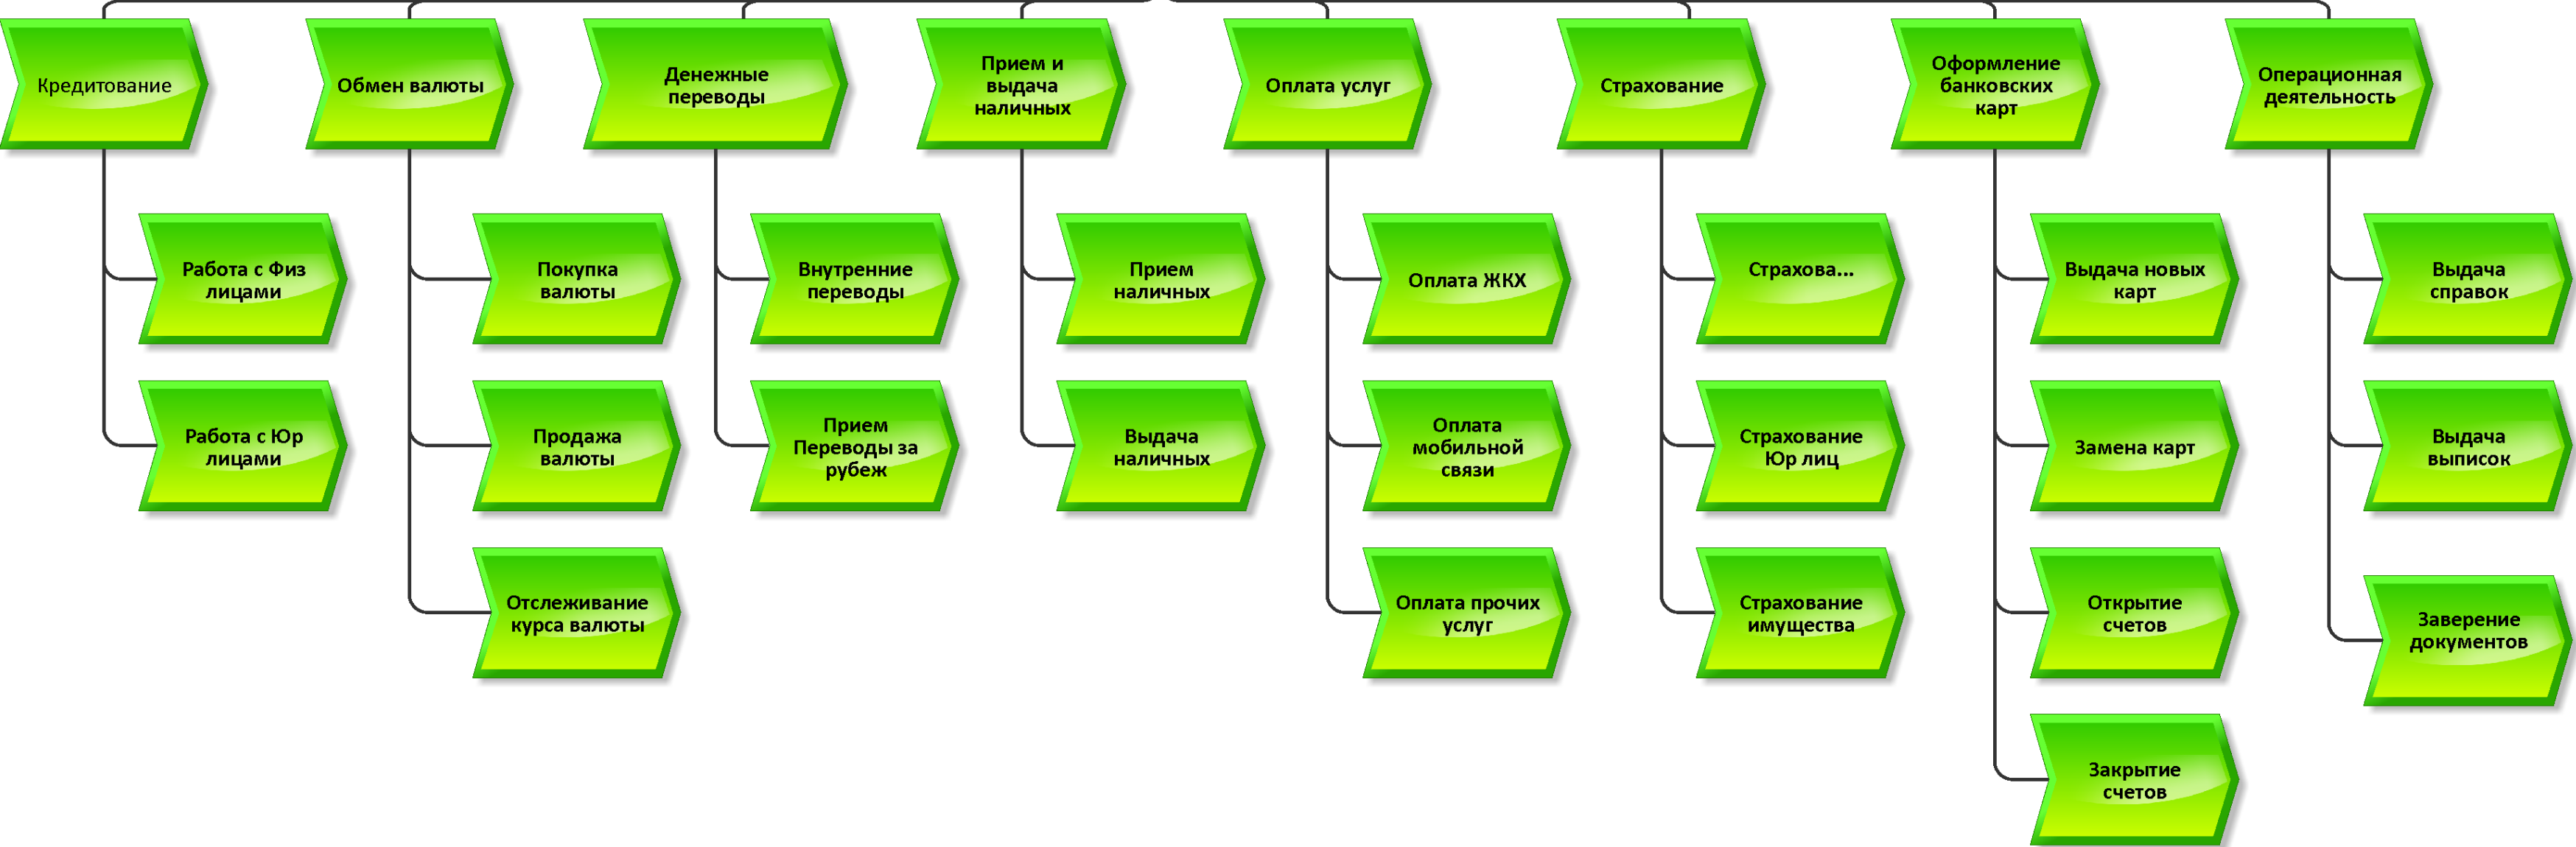 Кредитование
Обмен валюты
Денежные
переводы
Прием и
выдача
наличных
Оплата услуг
Страхование
Оформление
банковских
карт
Операционная
деятельность
Работа с Физ
лицами
Покупка
валюты
Внутренние
переводы
Прием
наличных
Оплата ЖКХ
Страхова...
Выдача новых
карт
Выдача
справок
Работа с Юр
лицами
Продажа
валюты
Прием
Переводы за
рубеж
Выдача
наличных
Оплата
мобильной
связи
Страхование
Юр лиц
Замена карт
Выдача
выписок
Отслеживание
курса валюты
Оплата прочих
услуг
Страхование
имущества
Открытие
счетов
Заверение
документов
Закрытие
счетов